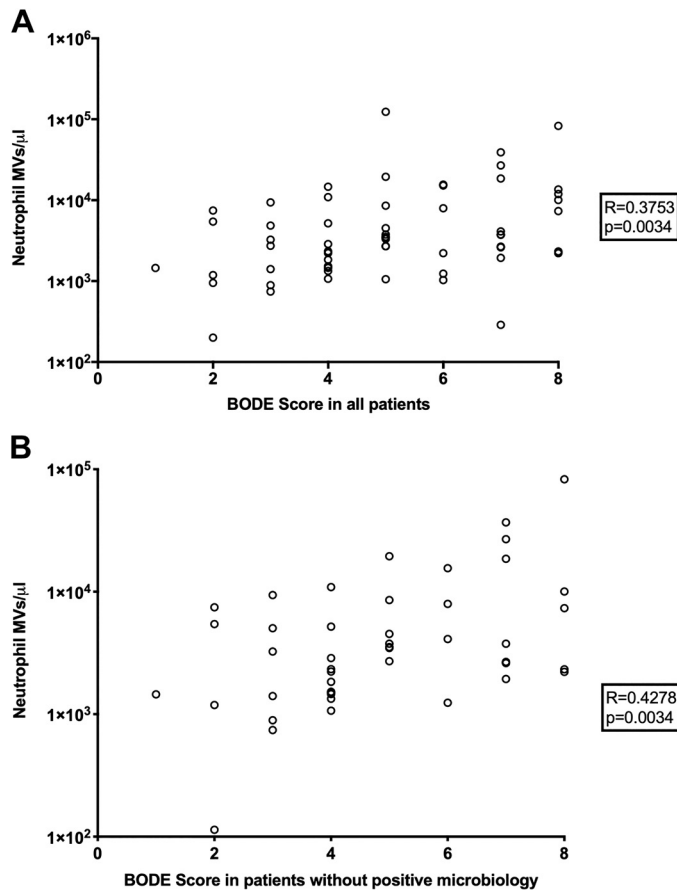 A
1×10⁶
1×10⁵
1×10⁴
1×10³
1×10²
Neutrophil MVs/µl
0 2 4 6 8
BODE Score in all patients
R=0.3753
p=0.0034
B
1×10⁵
1×10⁴
1×10³
1×10²
Neutrophil MVs/µl
0 2 4 6 8
BODE Score in patients without positive microbiology
R=0.4278
p=0.0034